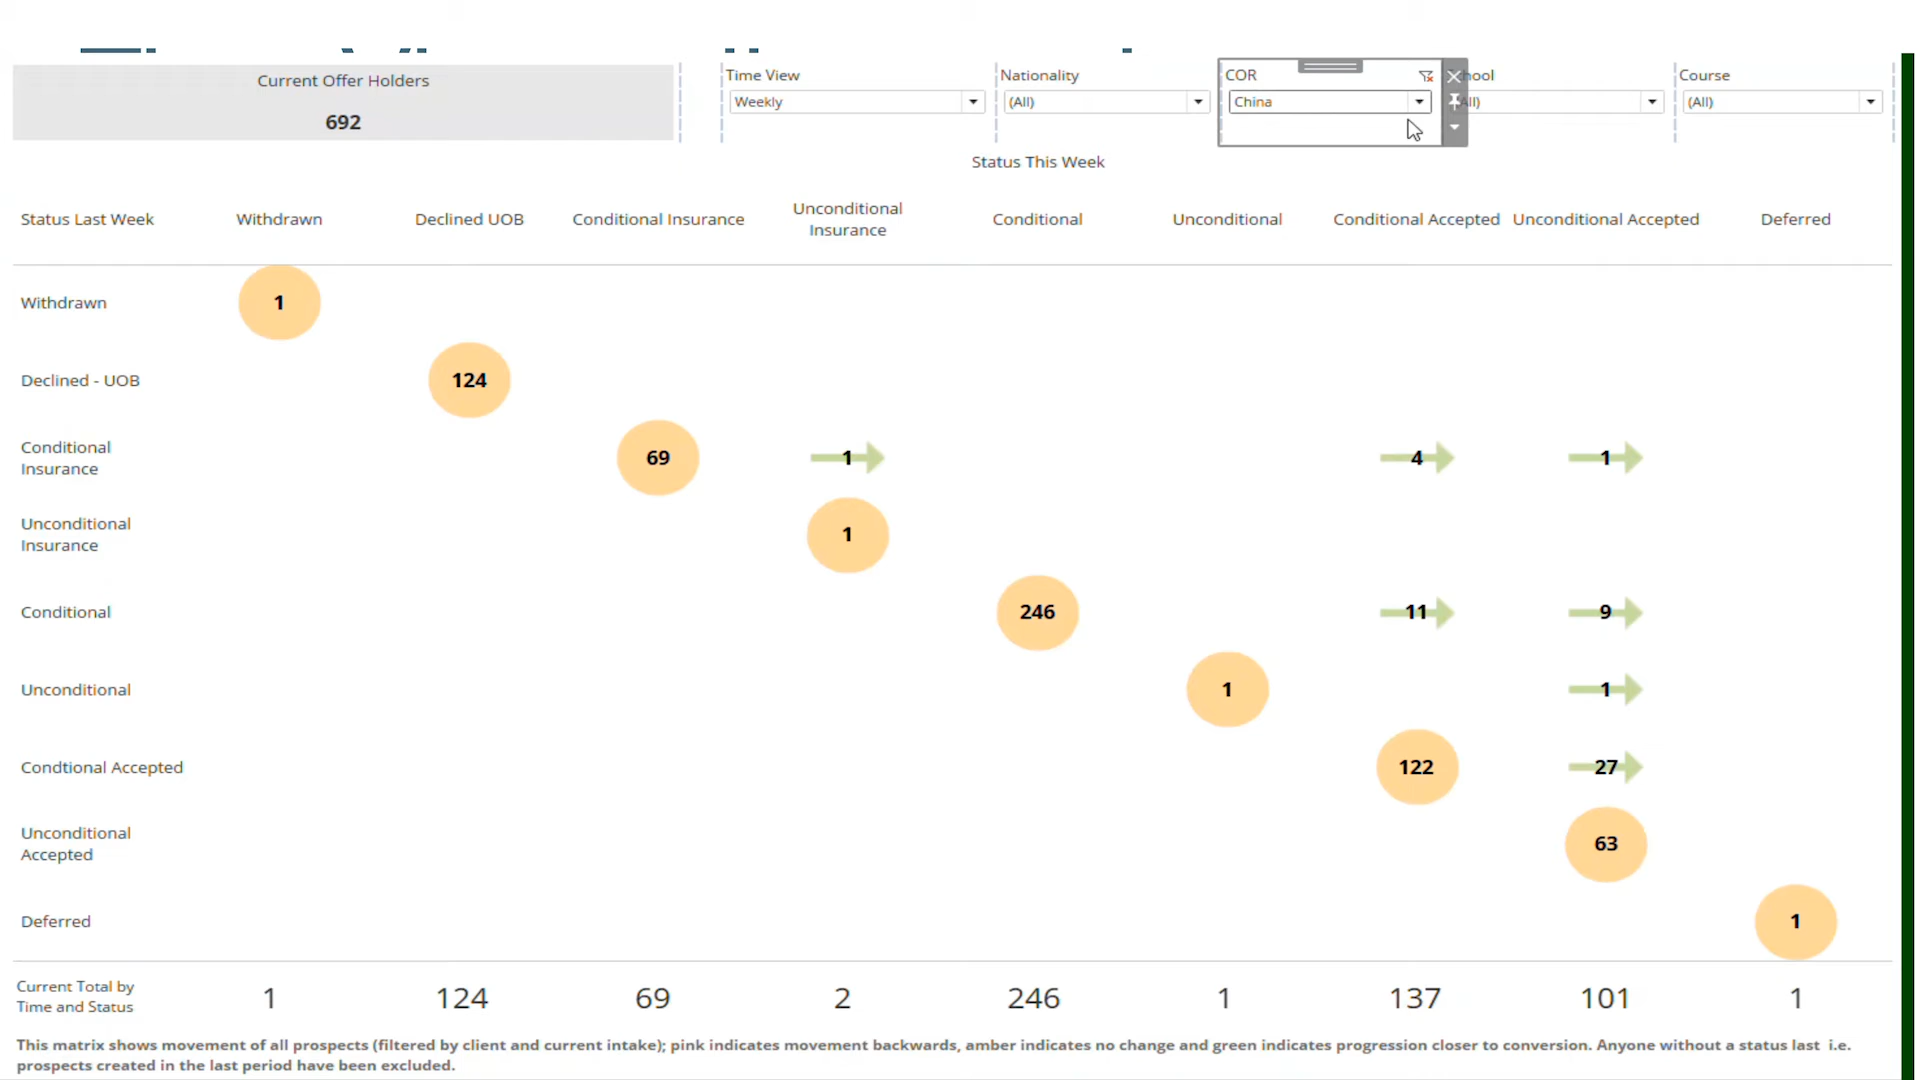 Current Offer Holders
692
Time View
Weekly
Nationality
(All)
COR
China
hool
All)
Course
(All)
Status This Week
Status Last Week Withdrawn Declined UOB Conditional Insurance Unconditional Insurance Conditional Unconditional Conditional Accepted Unconditional Accepted Deferred
Withdrawn 1
Declined - UOB 124
Conditional
Insurance 69 1 4 1
Unconditional
Insurance 1
Conditional 246 11 9
Unconditional 1 1
Condtional Accepted 122 27
Unconditional
Accepted 63
Deferred 1
Current Total by
Time and Status 1 124 69 2 246 1 137 101 1
This matrix shows movement of all prospects (filtered by client and current intake); pink indicates movement backwards, amber indicates no change and green indicates progression closer to conversion. Anyone without a status last i.e.
prospects created in the last period have been excluded.